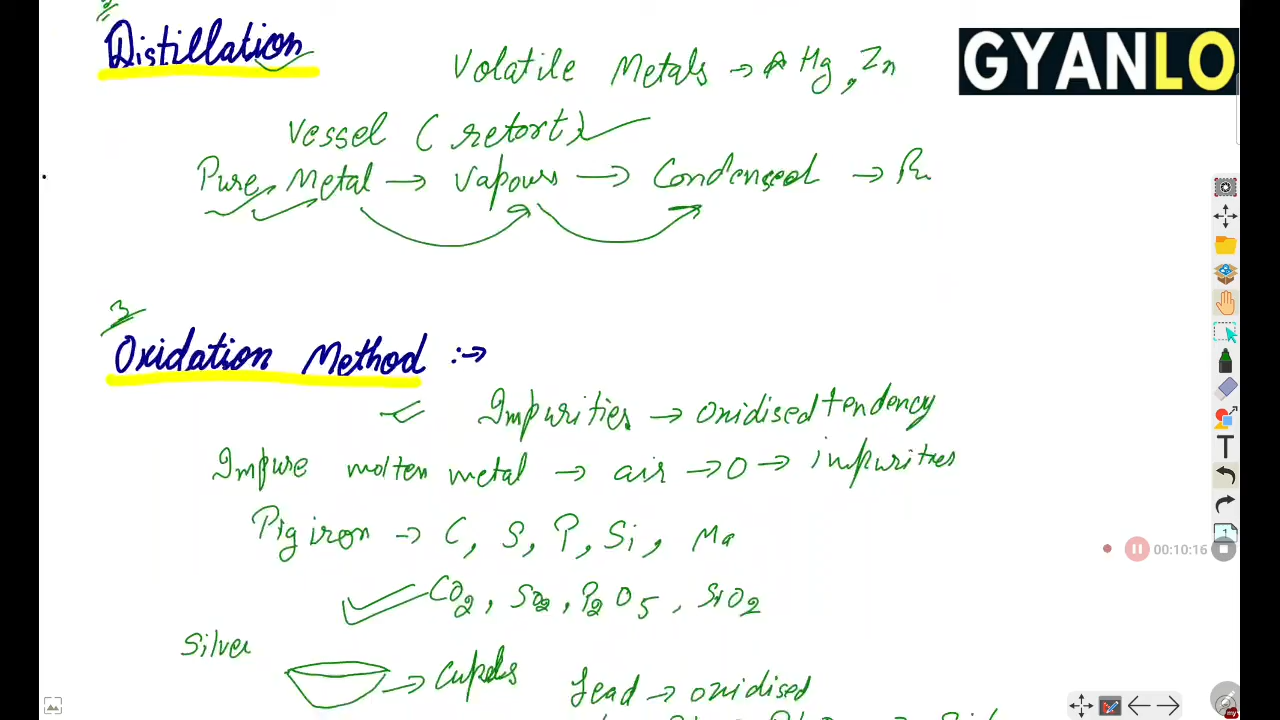 Distillation
GYANLO
Volatile Metals → Hg, Zn
Vessel (retort)
Pure Metal → Vapours → Condensed →
3
Oxidation Method :→
Impurities → Oxidised tendency
Impure molten metal → air → O → impurities
Pig iron → C, S, P, Si,
00:10:16
CO2, SO2, P2O5, SiO2
Silver
→ Cupels
Lead → oxidised